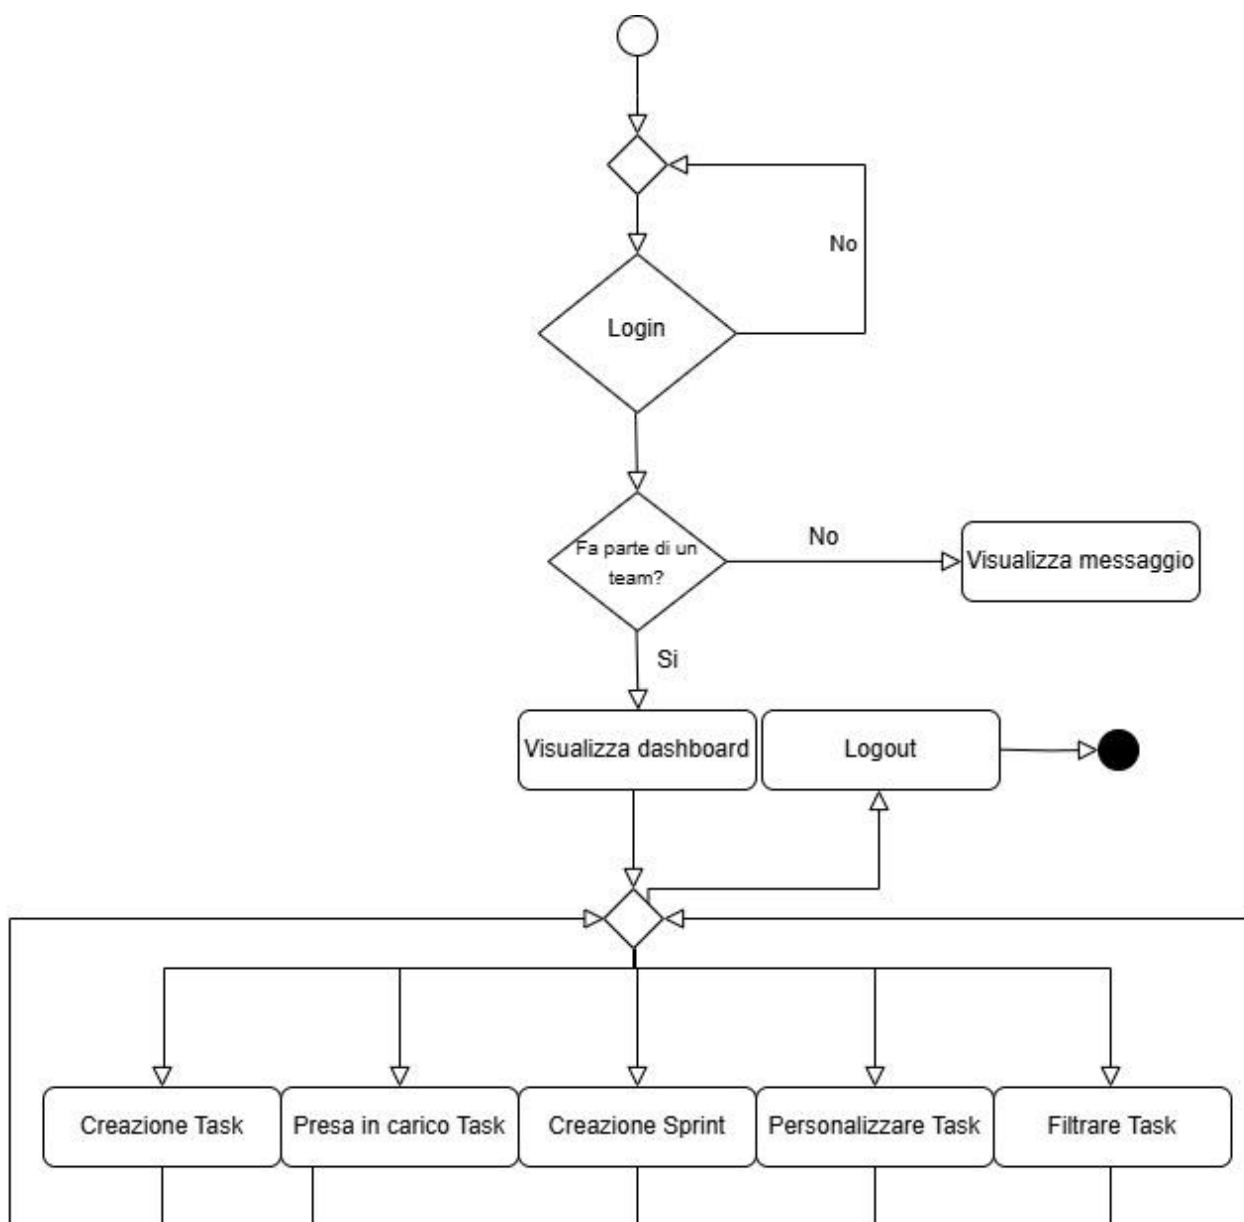 No
Login
Fa parte di un
team?
No
Visualizza messaggio
Si
Visualizza dashboard
Logout
Creazione Task
Presa in carico Task
Creazione Sprint
Personalizzare Task
Filtrare Task